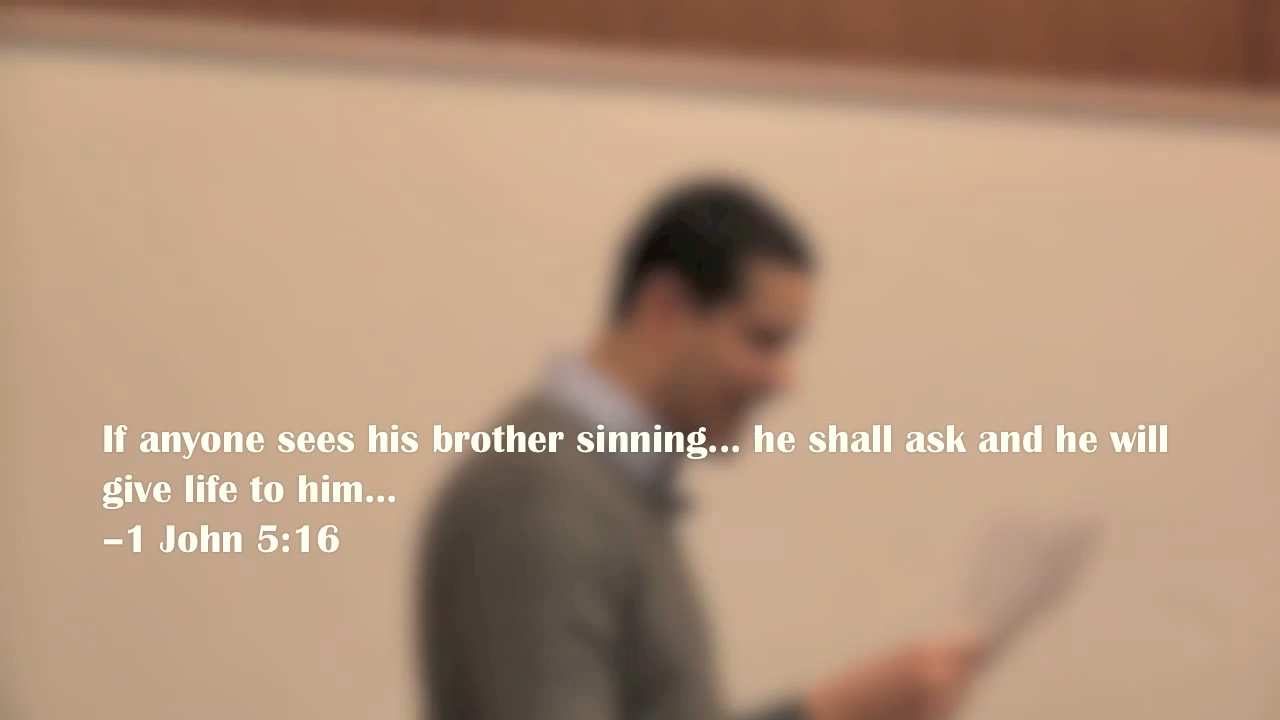 If anyone sees his brother sinning... he shall ask and he will
give life to him...
–1 John 5:16